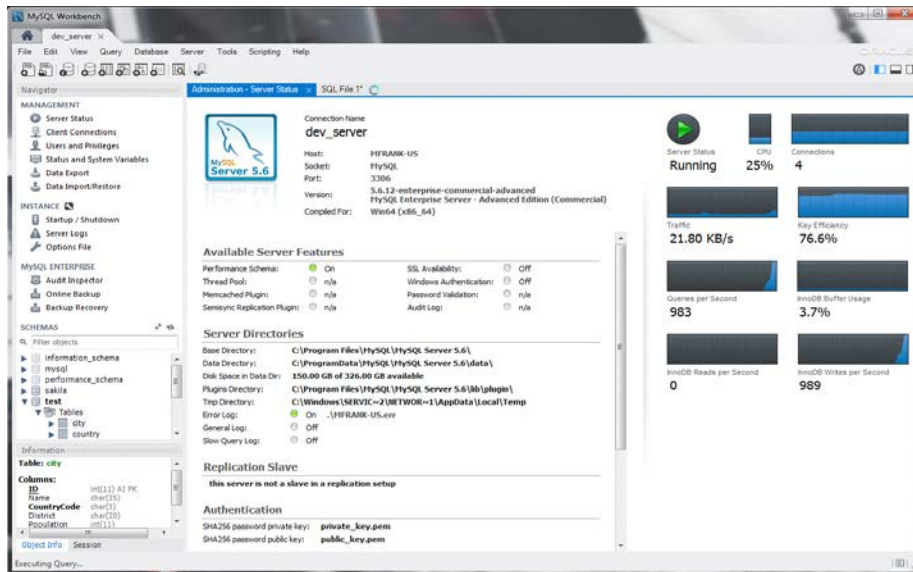 MySQL Workbench
dev_server
File Edit View Query Database Server Tools Scripting Help
Navigator
Administration - Server Status SQL File 1*
MANAGEMENT
Server Status
Client Connections
Users and Privileges
Status and System Variables
Data Export
Data Import/Restore
INSTANCE
Startup / Shutdown
Server Logs
Options File
MySQL ENTERPRISE
Audit Inspector
Online Backup
Backup Recovery
SCHEMAS
Filter objects
information_schema
mysql
performance_schema
sakila
test
Tables
city
country
Information
Table: city
Columns:
ID int(11) AI PK
Name char(35)
CountryCode char(3)
District char(20)
Population int(11)
Object Info Session
Executing Query...
MySQL
Server 5.6
Connection Name
dev_server
Host: MFRANK-US
Socket: MySQL
Port: 3306
Version: 5.6.12-enterprise-commercial-advanced
MySQL Enterprise Server - Advanced Edition (Commercial)
Compiled For: Win64 (x86_64)
Available Server Features
Performance Schema: On SSL Availability: Off
Thread Pool: n/a Windows Authentication: Off
Memcached Plugin: n/a Password Validation: n/a
Semisync Replication Plugin: n/a Audit Log: n/a
Server Directories
Base Directory: C:\Program Files\MySQL\MySQL Server 5.6\
Data Directory: C:\ProgramData\MySQL\MySQL Server 5.6\data\
Disk Space in Data Dir: 150.00 GB of 326.00 GB available
Plugins Directory: C:\Program Files\MySQL\MySQL Server 5.6\lib\plugin\
Tmp Directory: C:\Windows\SERVIC~2\NETWOR~1\AppData\Local\Temp
Error Log: On .\MFRANK-US.err
General Log: Off
Slow Query Log: Off
Replication Slave
this server is not a slave in a replication setup
Authentication
SHA256 password private key: private_key.pem
SHA256 password public key: public_key.pem
Server Status CPU Connections
Running 25% 4
Traffic Key Efficiency
21.80 KB/s 76.6%
Queries per Second InnoDB Buffer Usage
983 3.7%
InnoDB Reads per Second InnoDB Writes per Second
0 989